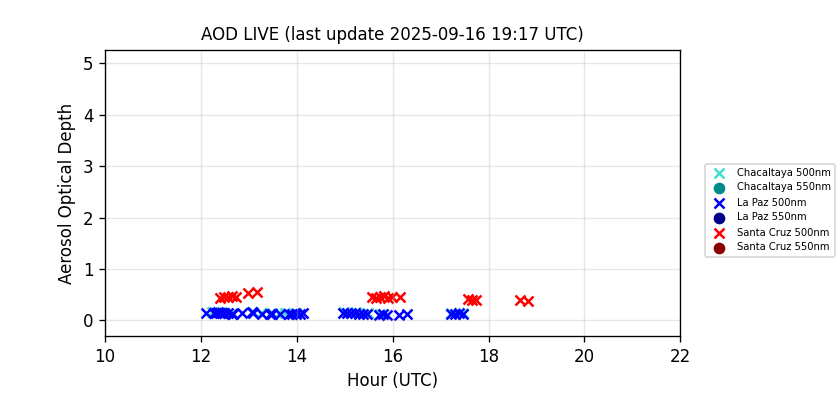 AOD LIVE (last update 2025-09-16 19:17 UTC)
5
4
3
2
1
0
Aerosol Optical Depth
10 12 14 16 18 20 22
Hour (UTC)
Chacaltaya 500nm
Chacaltaya 550nm
La Paz 500nm
La Paz 550nm
Santa Cruz 500nm
Santa Cruz 550nm